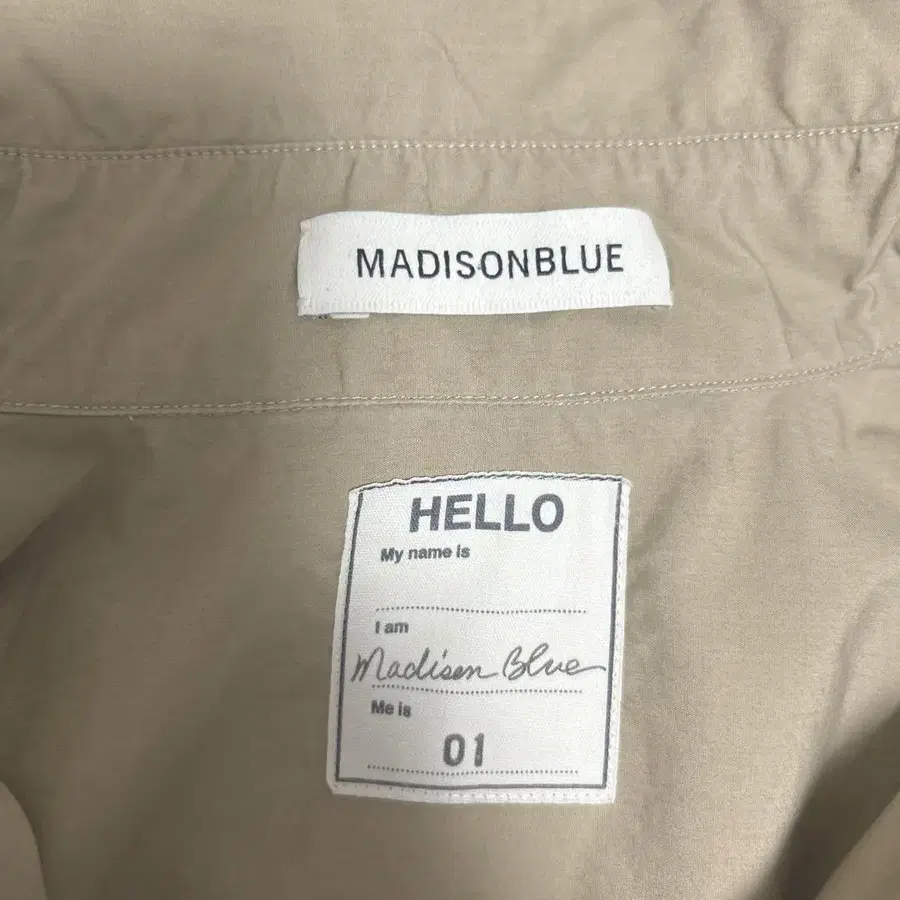 MADISONBLUE
HELLO
My name is
I am
Madison Blue
Me is
01